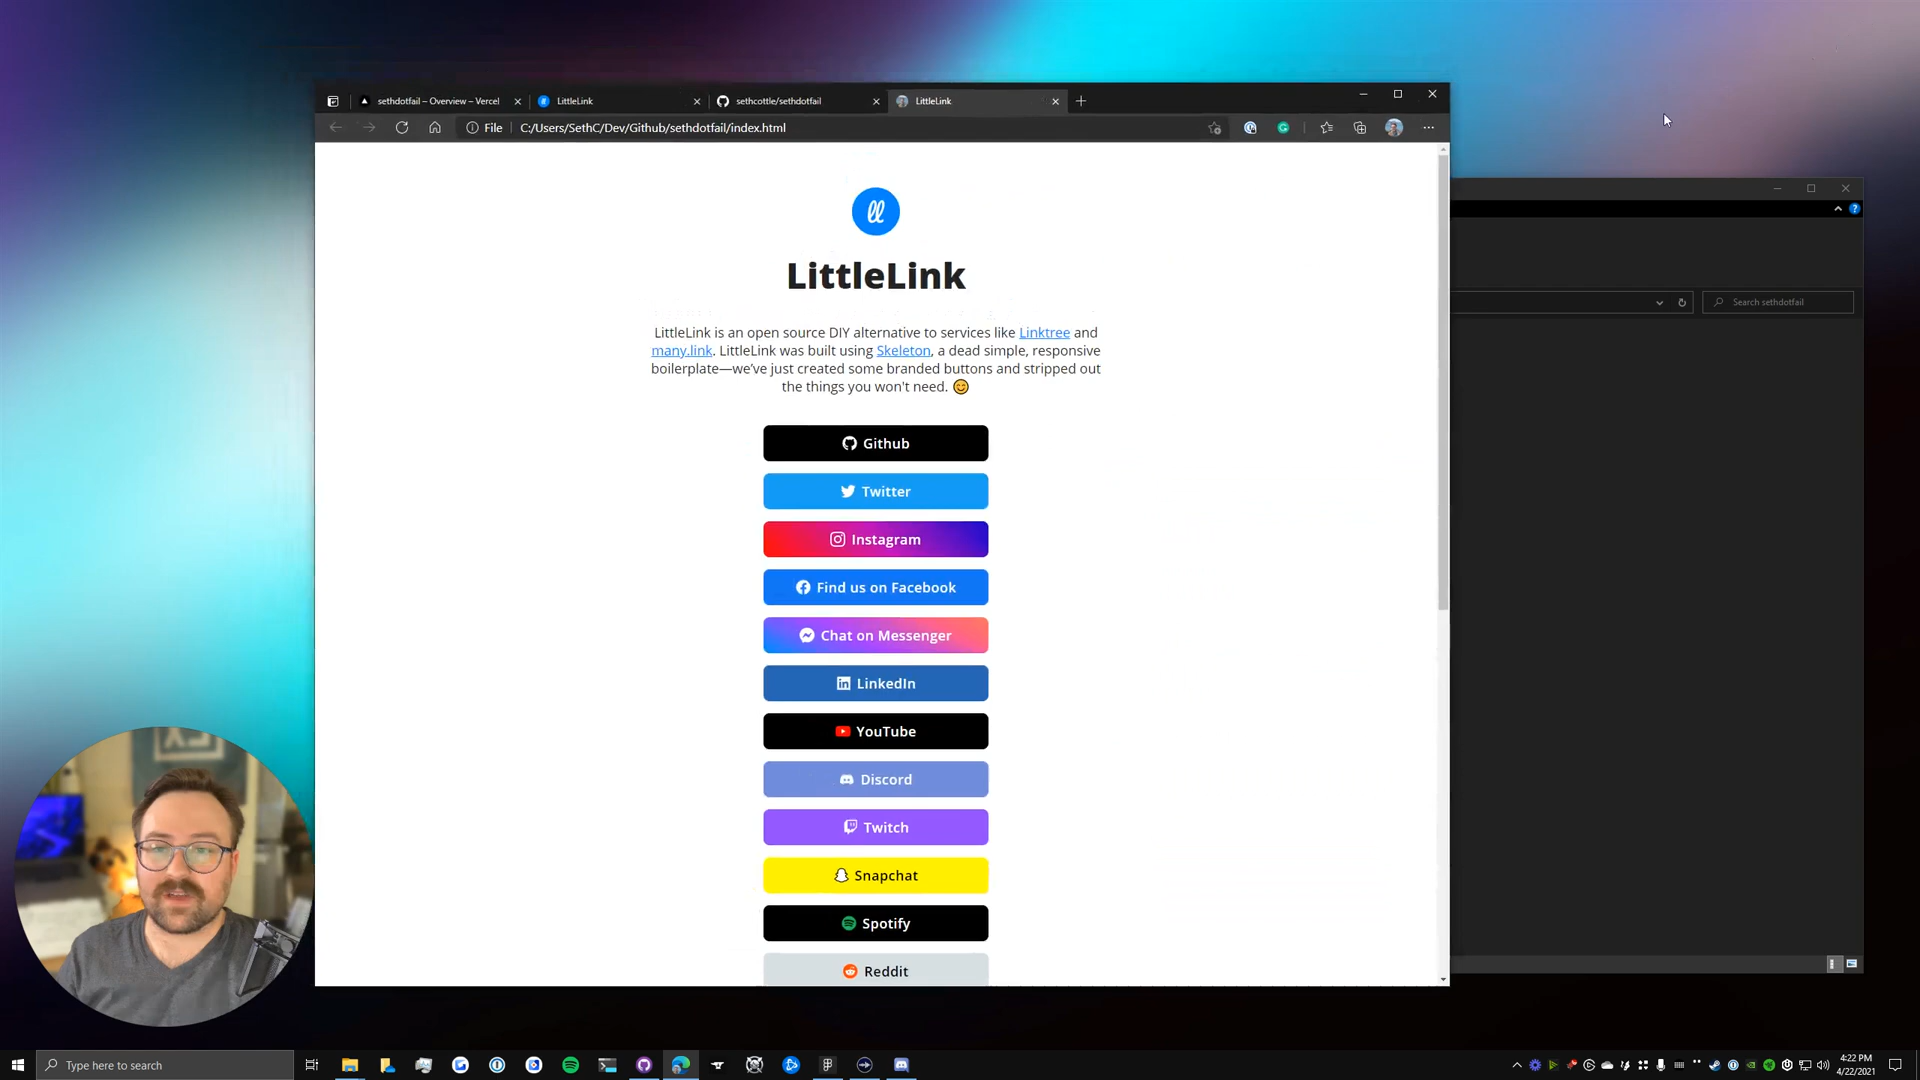 sethdotfail – Overview – Vercel
LittleLink
sethcottle/sethdotfail
LittleLink
File
C:/Users/SethC/Dev/Github/sethdotfail/index.html
Search sethdotfail
ll
LittleLink
LittleLink is an open source DIY alternative to services like Linktree and
many.link. LittleLink was built using Skeleton, a dead simple, responsive
boilerplate—we've just created some branded buttons and stripped out
the things you won't need. 😊
Github
Twitter
Instagram
Find us on Facebook
Chat on Messenger
LinkedIn
YouTube
Discord
Twitch
Snapchat
Spotify
Reddit
Type here to search
4:22 PM
4/22/2021